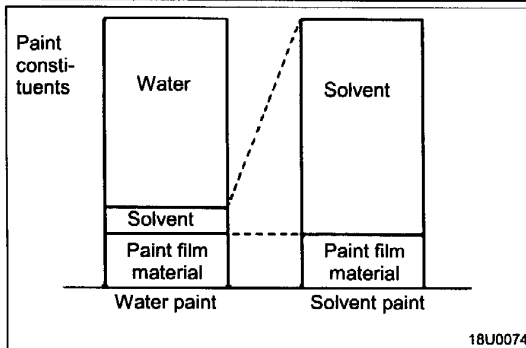 Paint
consti-
tuents
Water
Solvent
Solvent
Paint film
material
Paint film
material
Water paint
Solvent paint
18U0074